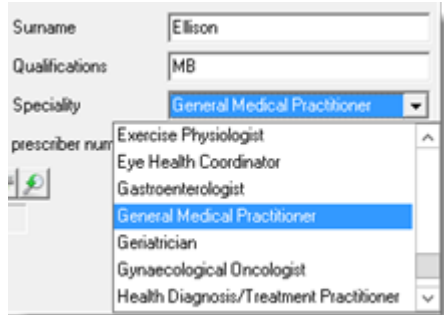 Surname Ellison
Qualifications MB
Speciality General Medical Practitioner
prescriber num
Exercise Physiologist
Eye Health Coordinator
Gastroenterologist
General Medical Practitioner
Geriatrician
Gynaecological Oncologist
Health Diagnosis/Treatment Practitioner